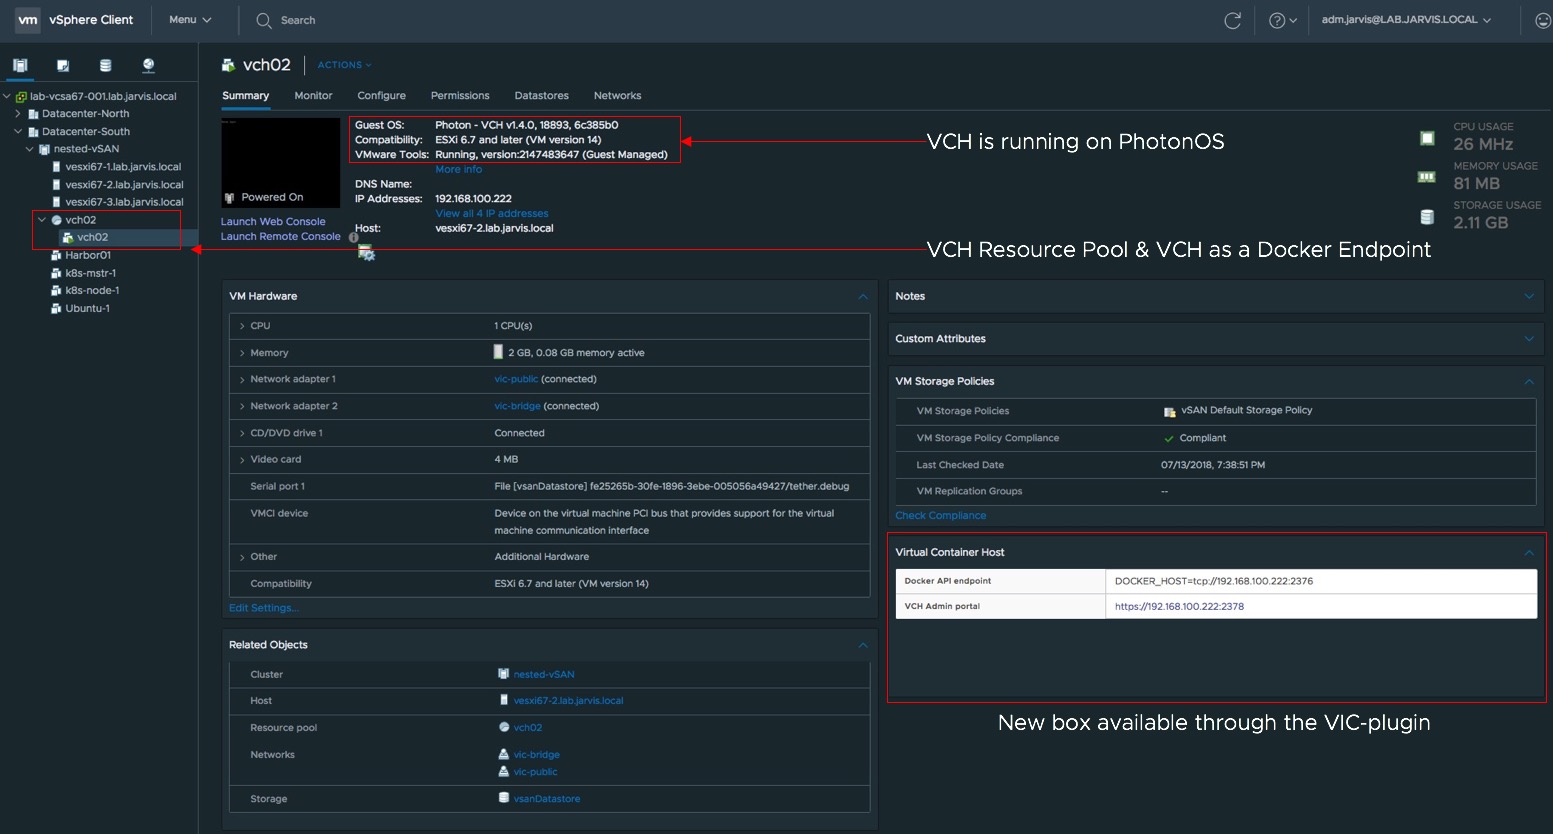 vm vSphere Client Menu Search adm.jarvis@LAB.JARVIS.LOCAL
lab-vcsa67-001.lab.jarvis.local
Datacenter-North
Datacenter-South
nested-vSAN
vesxi67-1.lab.jarvis.local
vesxi67-2.lab.jarvis.local
vesxi67-3.lab.jarvis.local
vch02
vch02
Harbor01
k8s-mstr-1
k8s-node-1
Ubuntu-1
vch02 ACTIONS
Summary Monitor Configure Permissions Datastores Networks
Powered On
Launch Web Console
Launch Remote Console
Guest OS: Photon - VCH v1.4.0, 18893, 6c385b0
Compatibility: ESXi 6.7 and later (VM version 14)
VMware Tools: Running, version:2147483647 (Guest Managed)
More info
DNS Name:
IP Addresses: 192.168.100.222
View all 4 IP addresses
Host: vesxi67-2.lab.jarvis.local
VCH is running on PhotonOS
VCH Resource Pool & VCH as a Docker Endpoint
CPU USAGE
26 MHz
MEMORY USAGE
81 MB
STORAGE USAGE
2.11 GB
VM Hardware
CPU 1 CPU(s)
Memory 2 GB, 0.08 GB memory active
Network adapter 1 vic-public (connected)
Network adapter 2 vic-bridge (connected)
CD/DVD drive 1 Connected
Video card 4 MB
Serial port 1 File [vsanDatastore] fe25265b-30fe-1896-3ebe-005056a49427/tether.debug
VMCI device Device on the virtual machine PCI bus that provides support for the virtual
machine communication interface
Other Additional Hardware
Compatibility ESXi 6.7 and later (VM version 14)
Edit Settings...
Related Objects
Cluster nested-vSAN
Host vesxi67-2.lab.jarvis.local
Resource pool vch02
Networks vic-bridge
vic-public
Storage vsanDatastore
Notes
Custom Attributes
VM Storage Policies
VM Storage Policies vSAN Default Storage Policy
VM Storage Policy Compliance Compliant
Last Checked Date 07/13/2018, 7:38:51 PM
VM Replication Groups --
Check Compliance
Virtual Container Host
Docker API endpoint DOCKER_HOST=tcp://192.168.100.222:2376
VCH Admin portal https://192.168.100.222:2378
New box available through the VIC-plugin